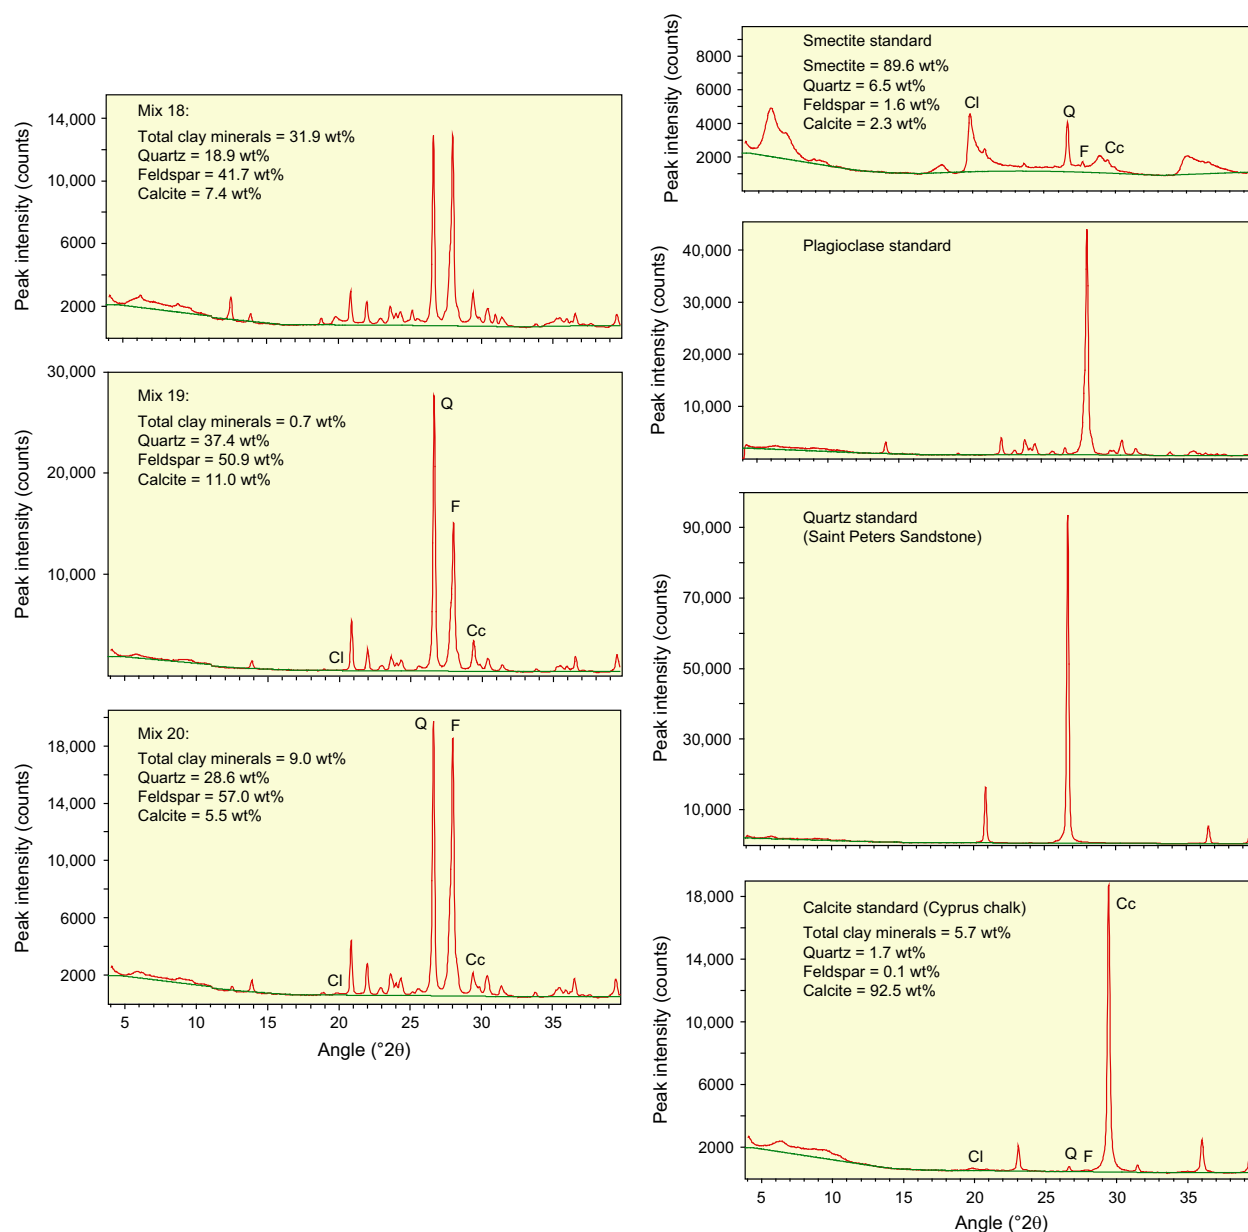 Peak intensity (counts)
14,000
10,000
6000
2000
Mix 18:
Total clay minerals = 31.9 wt%
Quartz = 18.9 wt%
Feldspar = 41.7 wt%
Calcite = 7.4 wt%
Peak intensity (counts)
30,000
20,000
10,000
Mix 19:
Total clay minerals = 0.7 wt%
Quartz = 37.4 wt%
Feldspar = 50.9 wt%
Calcite = 11.0 wt%
Q
F
Cl
Cc
Peak intensity (counts)
18,000
14,000
10,000
6000
2000
Mix 20:
Total clay minerals = 9.0 wt%
Quartz = 28.6 wt%
Feldspar = 57.0 wt%
Calcite = 5.5 wt%
Q
F
Cl
Cc
5 10 15 20 25 30 35
Angle (°2θ)
Peak intensity (counts)
8000
6000
4000
2000
Smectite standard
Smectite = 89.6 wt%
Quartz = 6.5 wt%
Feldspar = 1.6 wt%
Calcite = 2.3 wt%
Cl
Q
F
Cc
Peak intensity (counts)
40,000
30,000
20,000
10,000
Plagioclase standard
Peak intensity (counts)
90,000
70,000
50,000
30,000
10,000
Quartz standard
(Saint Peters Sandstone)
Peak intensity (counts)
18,000
14,000
10,000
6000
2000
Calcite standard (Cyprus chalk)
Total clay minerals = 5.7 wt%
Quartz = 1.7 wt%
Feldspar = 0.1 wt%
Calcite = 92.5 wt%
Cc
Cl
Q
F
5 10 15 20 25 30 35
Angle (°2θ)